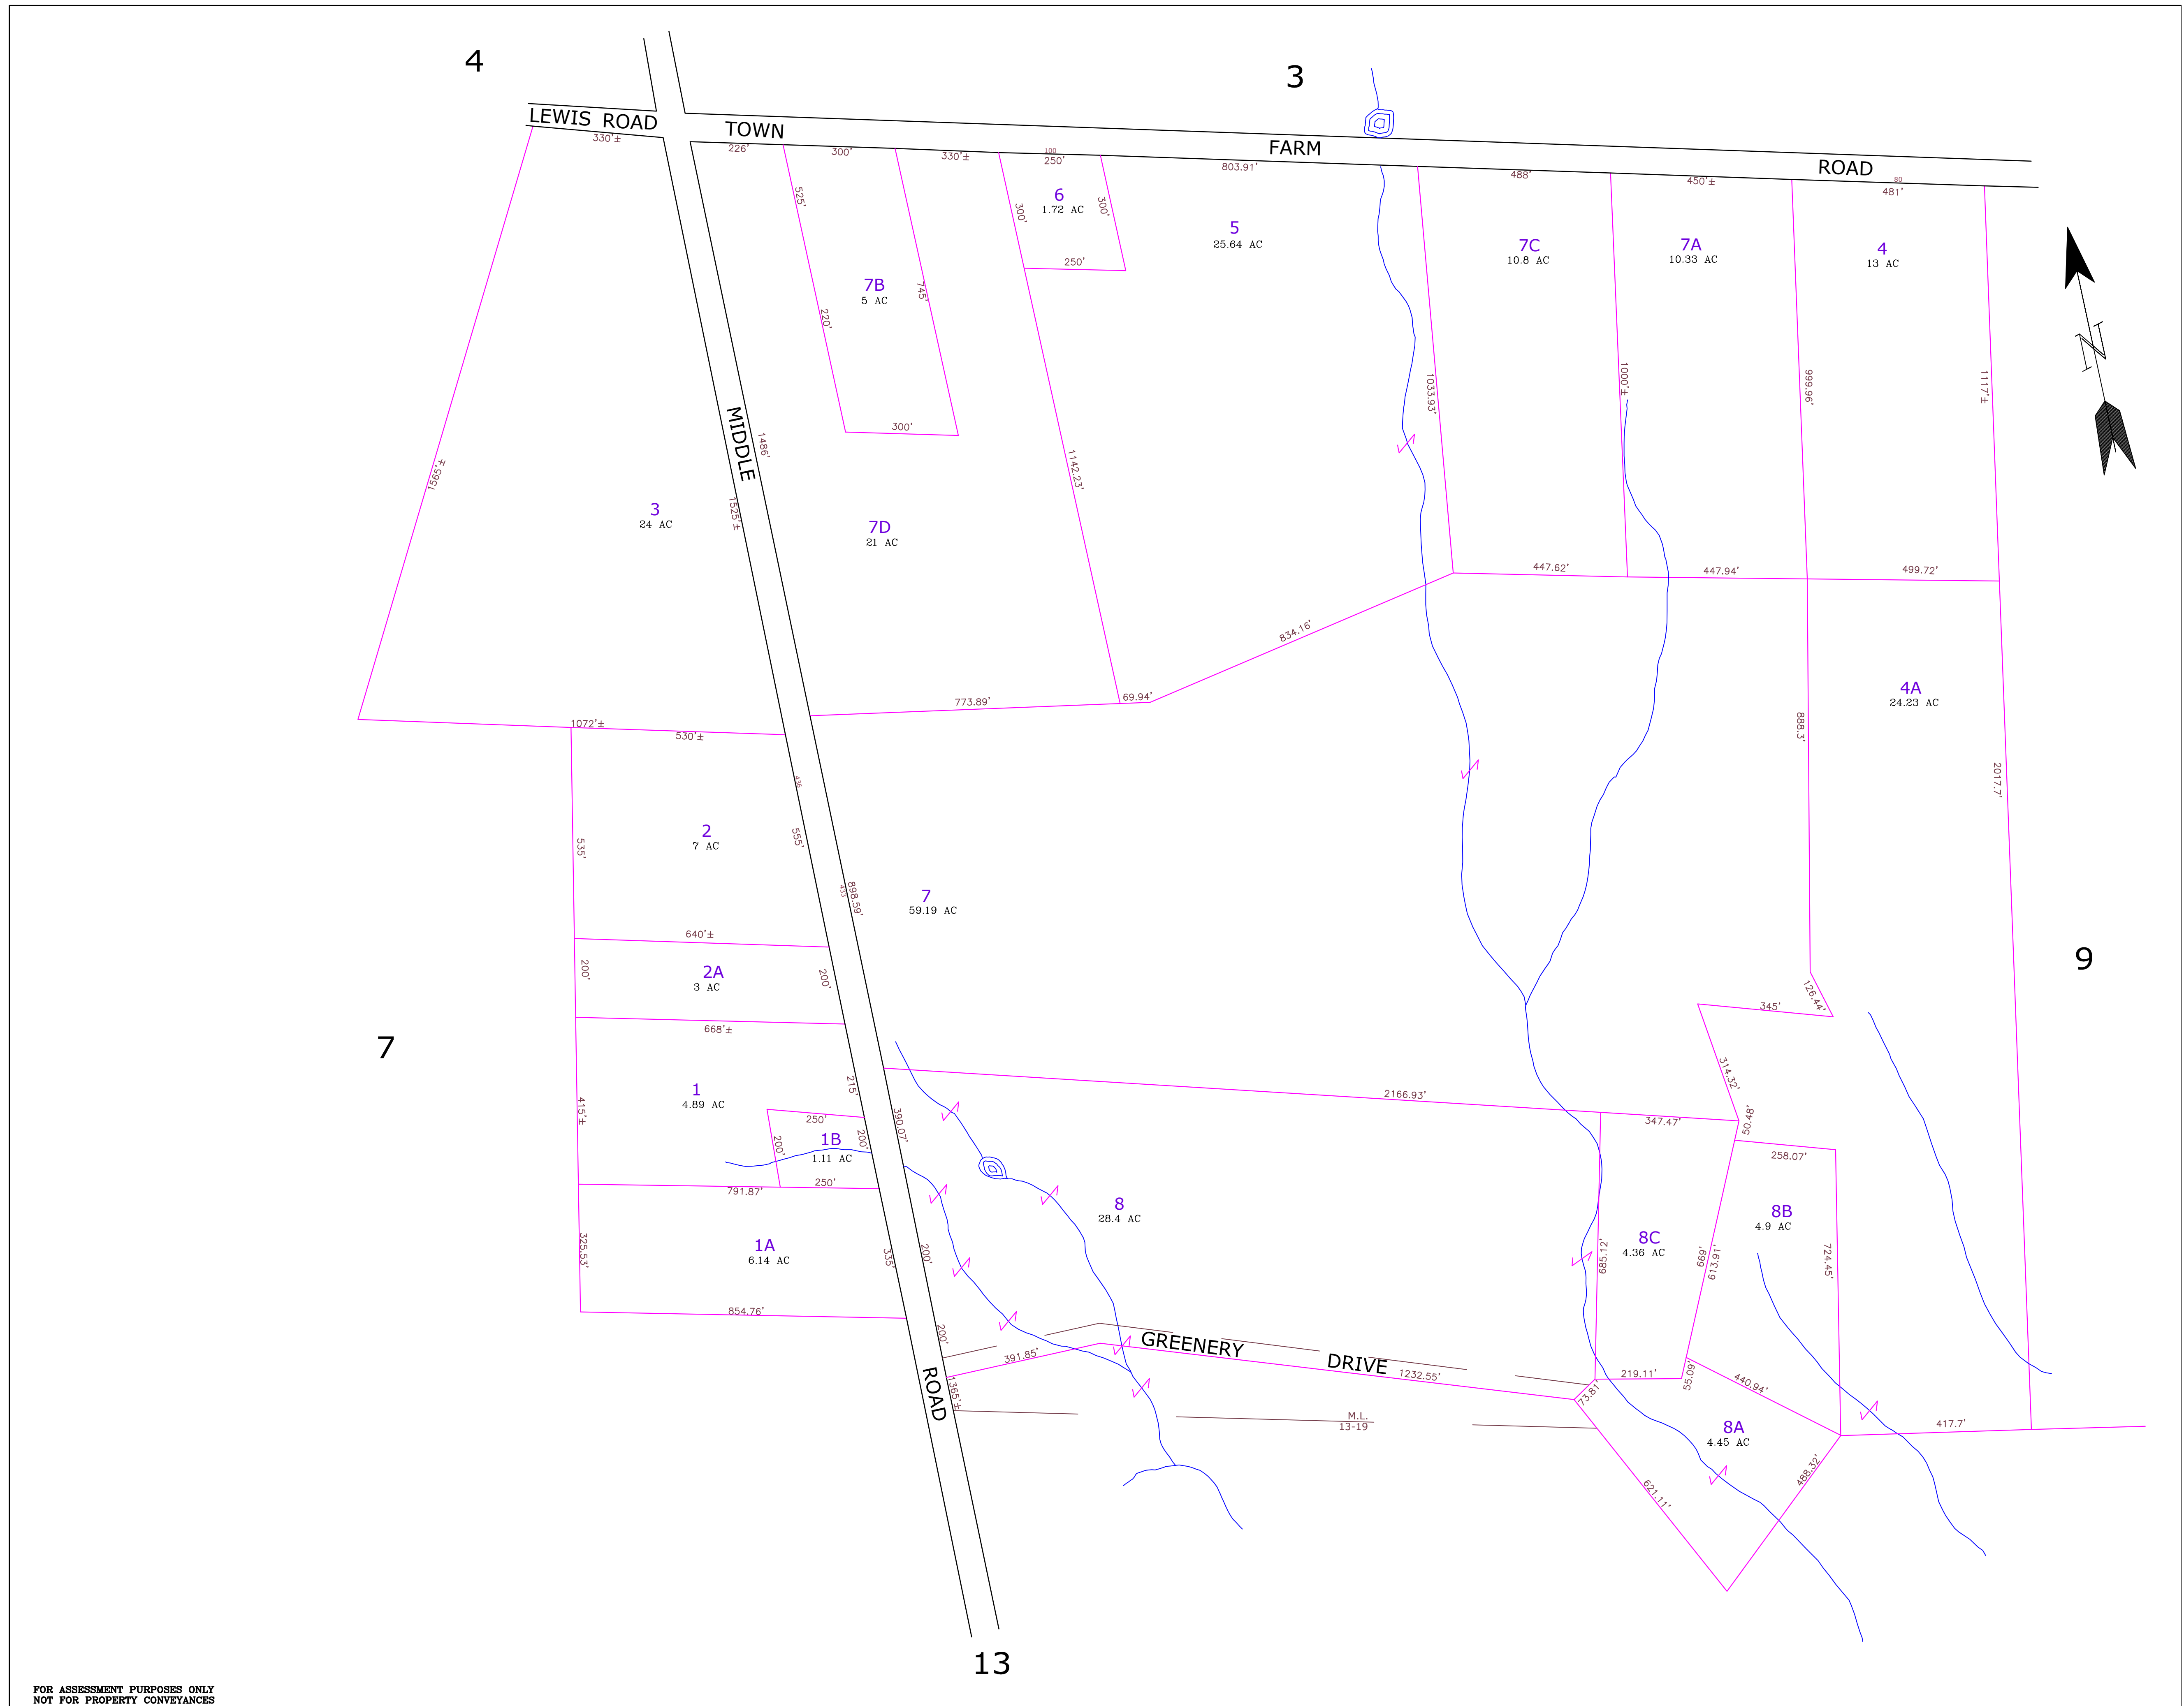 4
3
LEWIS ROAD
TOWN
FARM
ROAD
330'±
226'
300'
330'±
100
250'
803.91'
488'
450'±
80
481'
6
1.72 AC
525'
300'
300'
250'
5
25.64 AC
7C
10.8 AC
7A
10.33 AC
4
13 AC
7B
5 AC
745'
220'
300'
N
1033.93'
1000'±
999.96'
1117'±
MIDDLE
1486'
1565'±
1142.23'
3
24 AC
1525'±
7D
21 AC
447.62'
447.94'
499.72'
834.16'
773.89'
69.94'
4A
24.23 AC
1072'±
530'±
888.3'
2017.7'
436
2
7 AC
535'
555'
433
898.59'
7
59.19 AC
640'±
9
2A
3 AC
200'
200'
126.44'
345'
668'±
7
314.32'
1
4.89 AC
215'
2166.93'
415'±
250'
390.07'
347.47'
50.48'
1B
1.11 AC
200'
200'
258.07'
791.87'
250'
8
28.4 AC
8B
4.9 AC
1A
6.14 AC
325.53'
335'
200'
685.12'
8C
4.36 AC
669'
613.91'
724.45'
854.76'
200'
GREENERY
DRIVE
391.85'
1232.55'
219.11'
55.09'
440.94'
73.81'
ROAD
1365'±
M.L.
13-19
8A
4.45 AC
417.7'
621.11'
488.32'
13
FOR ASSESSMENT PURPOSES ONLY
NOT FOR PROPERTY CONVEYANCES